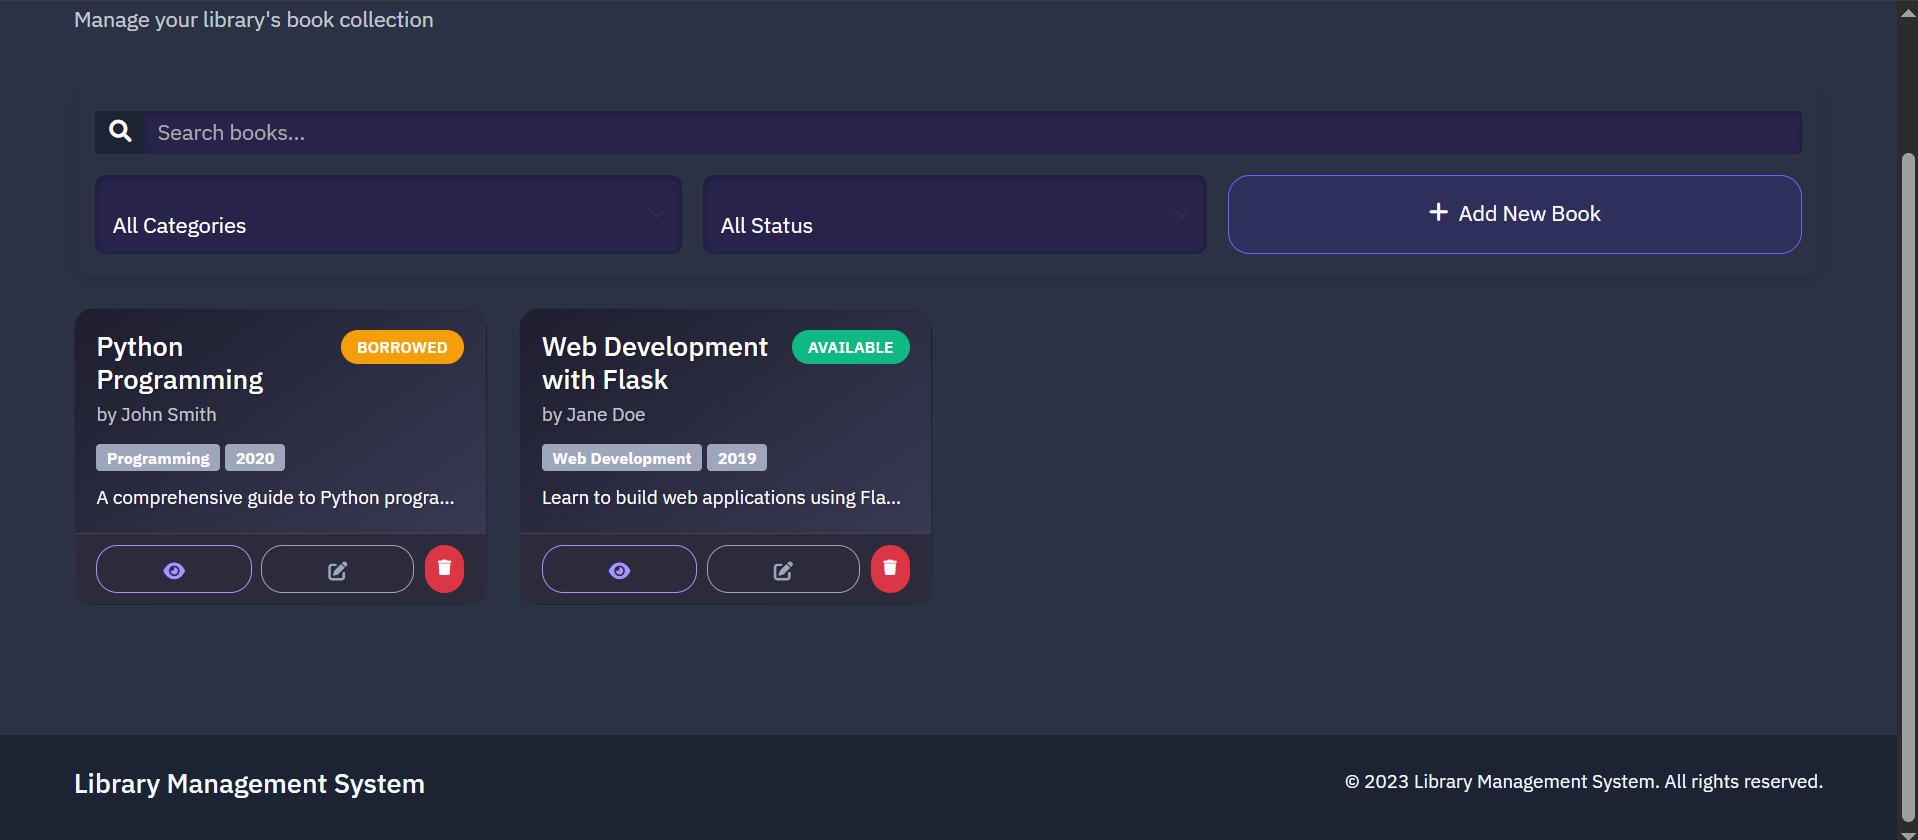 Manage your library's book collection
Search books...
All Categories
All Status
Add New Book
Python
Programming
BORROWED
by John Smith
Programming 2020
A comprehensive guide to Python progra...
Web Development
with Flask
AVAILABLE
by Jane Doe
Web Development 2019
Learn to build web applications using Fla...
Library Management System
© 2023 Library Management System. All rights reserved.